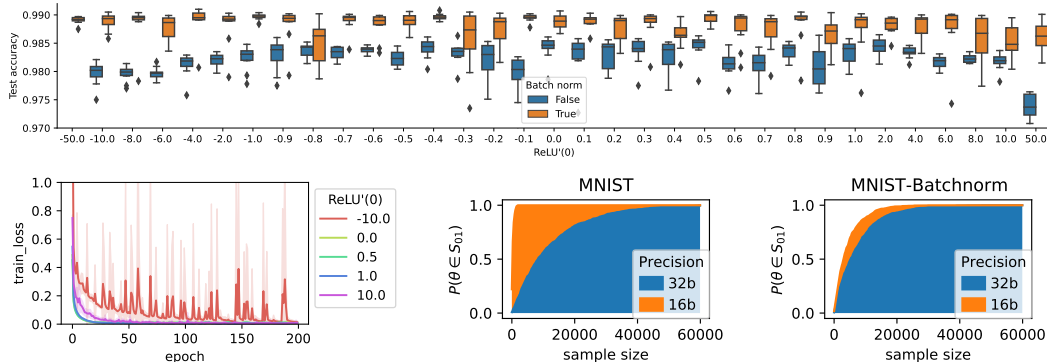 0.990
0.985
0.980
0.975
0.970
Test accuracy
Batch norm
False
True
-50.0 -10.0 -8.0 -6.0 -4.0 -2.0 -1.0 -0.9 -0.8 -0.7 -0.6 -0.5 -0.4 -0.3 -0.2 -0.1 0.0 0.1 0.2 0.3 0.4 0.5 0.6 0.7 0.8 0.9 1.0 2.0 4.0 6.0 8.0 10.0 50.0
ReLU'(0)
1.0
0.8
0.6
0.4
0.2
0.0
train_loss
0 50 100 150 200
epoch
ReLU'(0)
-10.0
0.0
0.5
1.0
10.0
MNIST
1.0
0.5
0.0
P(θ ∈ S01)
Precision
32b
16b
0 20000 40000 60000
sample size
MNIST-Batchnorm
1.0
0.5
0.0
P(θ ∈ S01)
Precision
32b
16b
0 20000 40000 60000
sample size